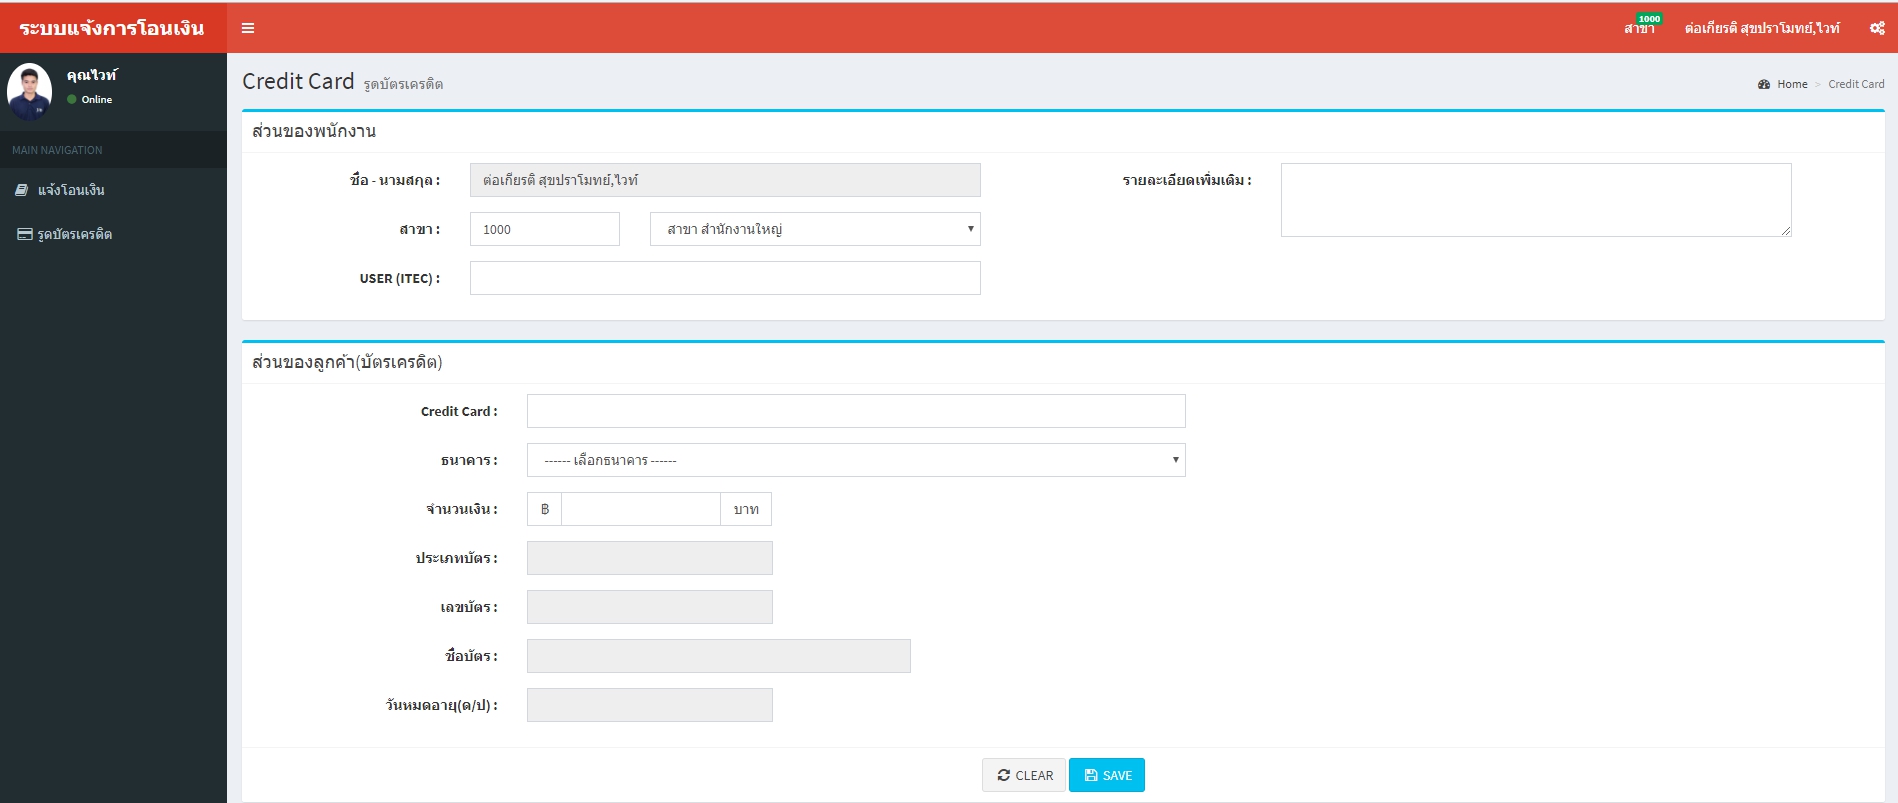 ระบบแจ้งการโอนเงิน
สาขา 1000 ต่อเกียรติ สุขปราโมทย์,ไวท์
คุณไวท์
Online
MAIN NAVIGATION
แจ้งโอนเงิน
รูดบัตรเครดิต
Credit Card รูดบัตรเครดิต
Home > Credit Card
ส่วนของพนักงาน
ชื่อ - นามสกุล : ต่อเกียรติ สุขปราโมทย์,ไวท์
รายละเอียดเพิ่มเติม :
สาขา : 1000 สาขา สำนักงานใหญ่
USER (ITEC) :
ส่วนของลูกค้า(บัตรเครดิต)
Credit Card :
ธนาคาร : ------ เลือกธนาคาร ------
จำนวนเงิน : ฿ บาท
ประเภทบัตร :
เลขบัตร :
ชื่อบัตร :
วันหมดอายุ(ด/ป) :
CLEAR SAVE